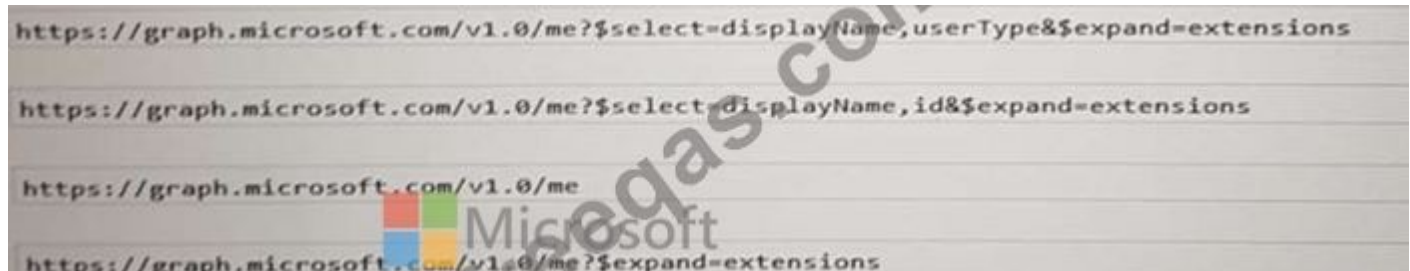 https://graph.microsoft.com/v1.0/me?$select=displayName,userType&$expand=extensions
https://graph.microsoft.com/v1.0/me?$select=displayName,id&$expand=extensions
https://graph.microsoft.com/v1.0/me
Microsoft
https://graph.microsoft.com/v1.0/me?$expand=extensions